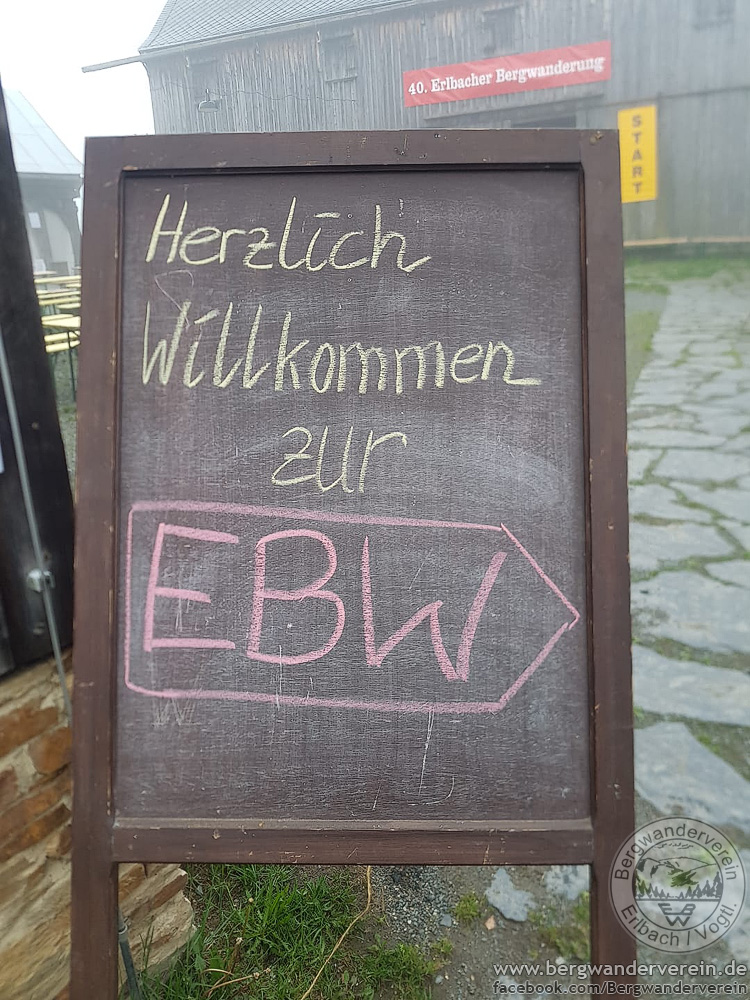 40. Erlbacher Bergwanderung
START
Herzlich
Willkommen
zur
EBW
Bergwanderverein
Erlbach / Vogtl.
www.bergwanderverein.de
facebook.com/Bergwanderverein